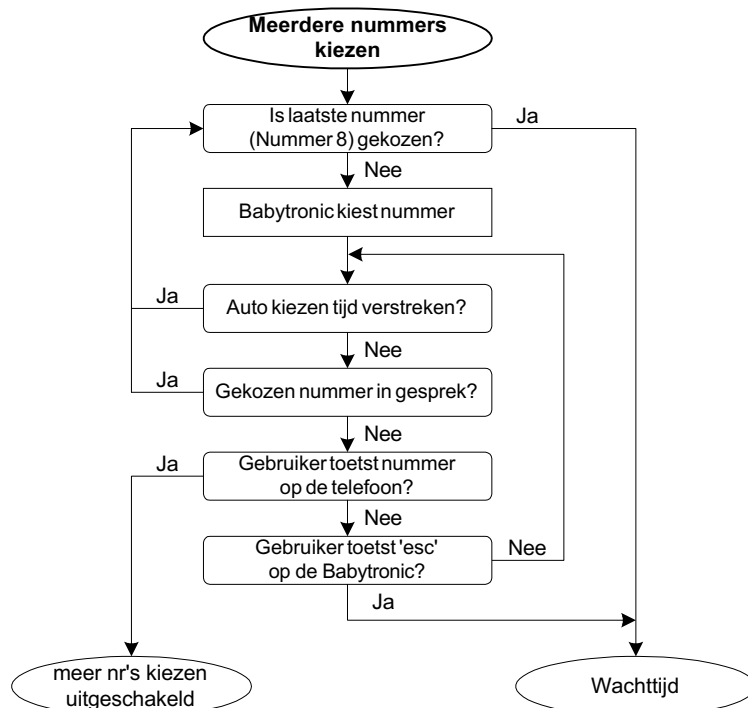 Meerdere nummers
kiezen
Is laatste nummer
(Nummer 8) gekozen?
Ja
Nee
Babytronic kiest nummer
Ja
Auto kiezen tijd verstreken?
Nee
Ja
Gekozen nummer in gesprek?
Nee
Ja
Gebruiker toetst nummer
op de telefoon?
Nee
Gebruiker toetst 'esc'
op de Babytronic?
Nee
Ja
meer nr's kiezen
uitgeschakeld
Wachttijd